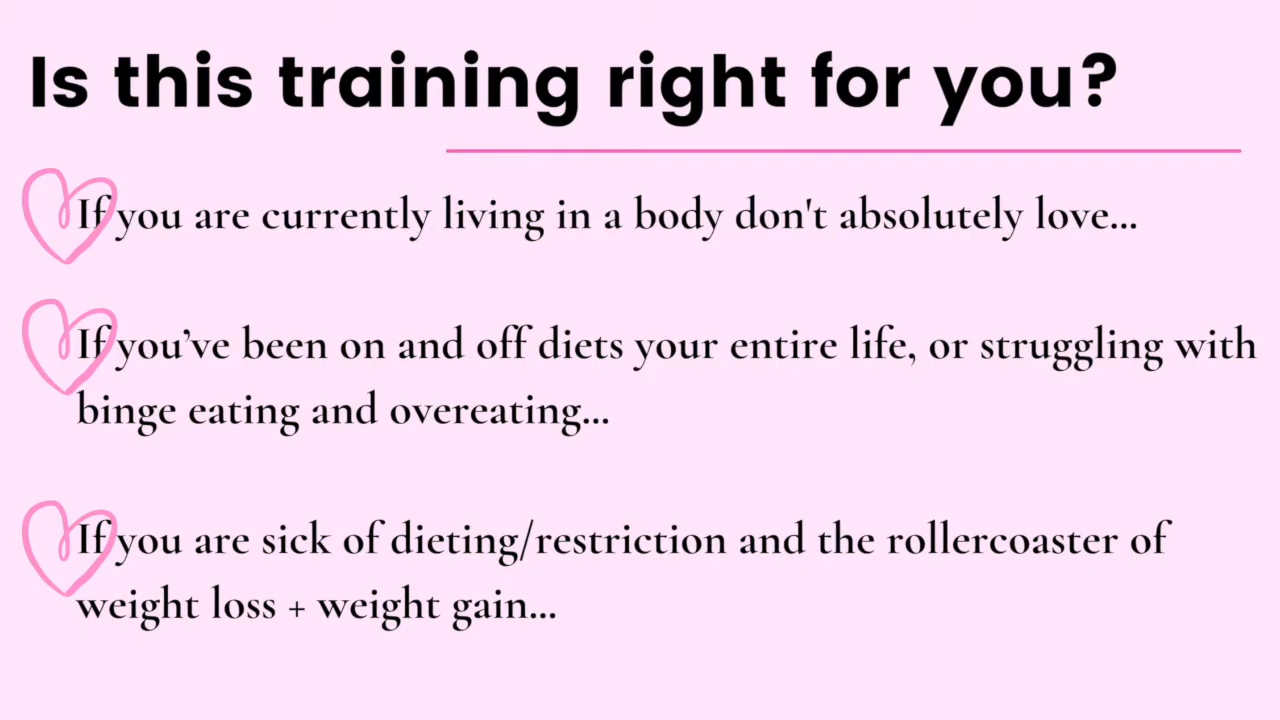 Is this training right for you?
If you are currently living in a body don't absolutely love...
If you’ve been on and off diets your entire life, or struggling with
binge eating and overeating...
If you are sick of dieting/restriction and the rollercoaster of
weight loss + weight gain...